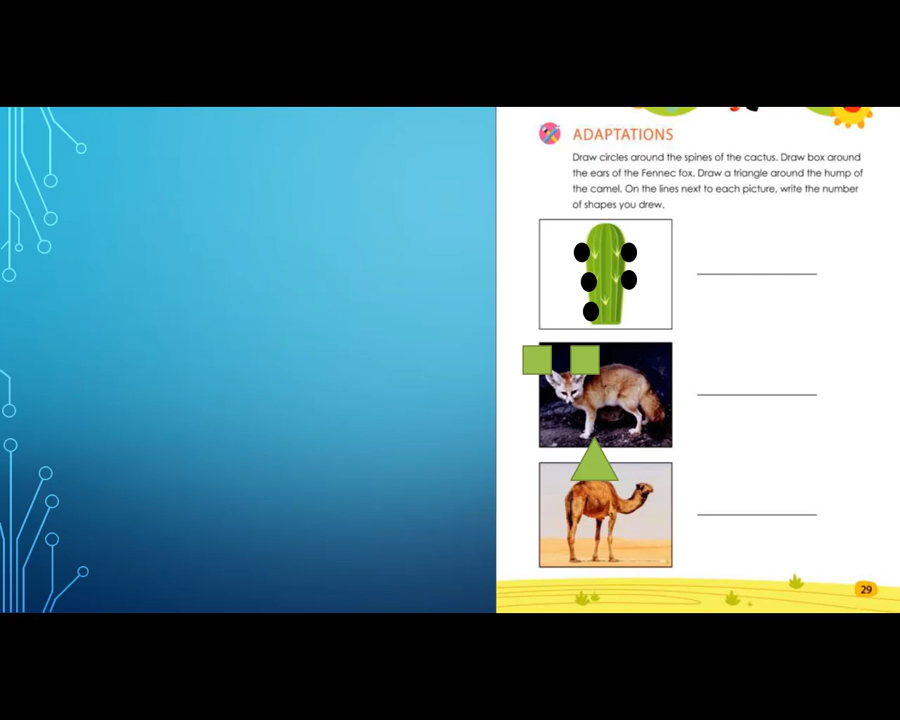 ADAPTATIONS
Draw circles around the spines of the cactus. Draw box around
the ears of the Fennec fox. Draw a triangle around the hump of
the camel. On the lines next to each picture, write the number
of shapes you drew.
29